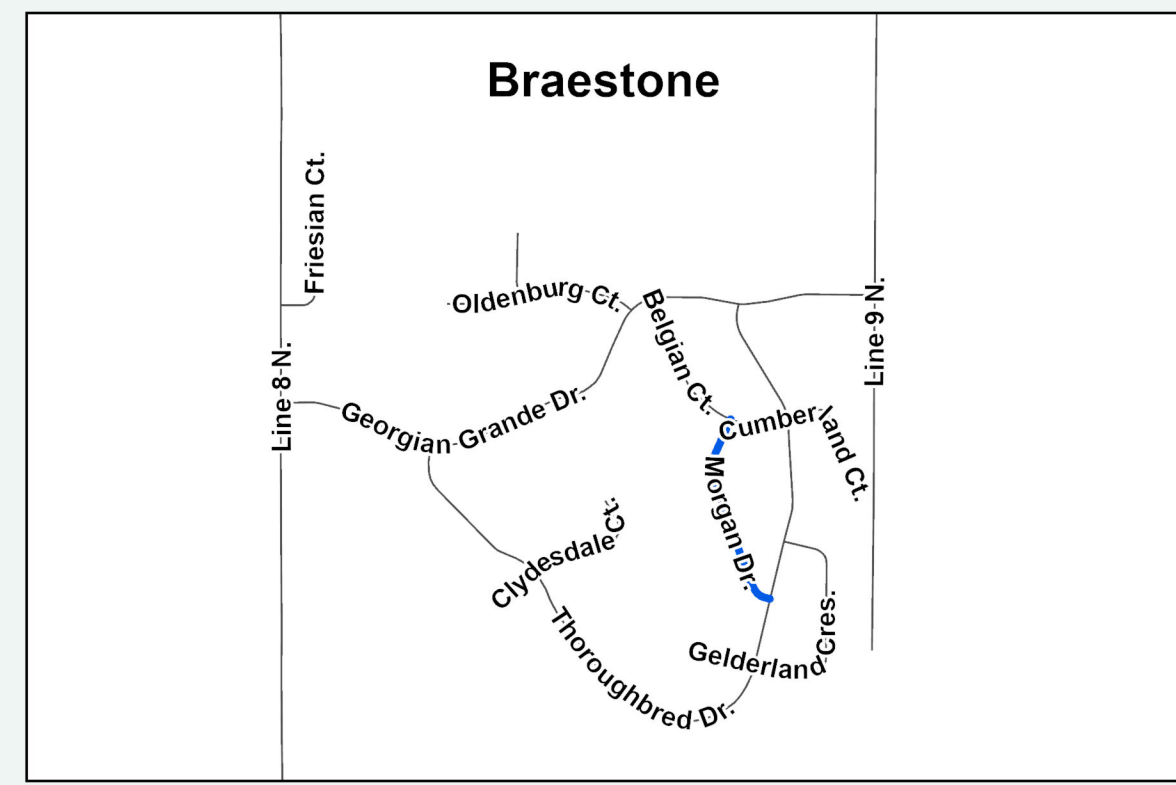 Braestone
Friesian Ct.
Oldenburg Ct.
Belgian Ct.
Line 9 N.
Line 8 N.
Georgian Grande Dr.
Cumberland Ct.
Morgan Dr.
Clydesdale Ct.
Thoroughbred Dr.
Gelderland Cres.